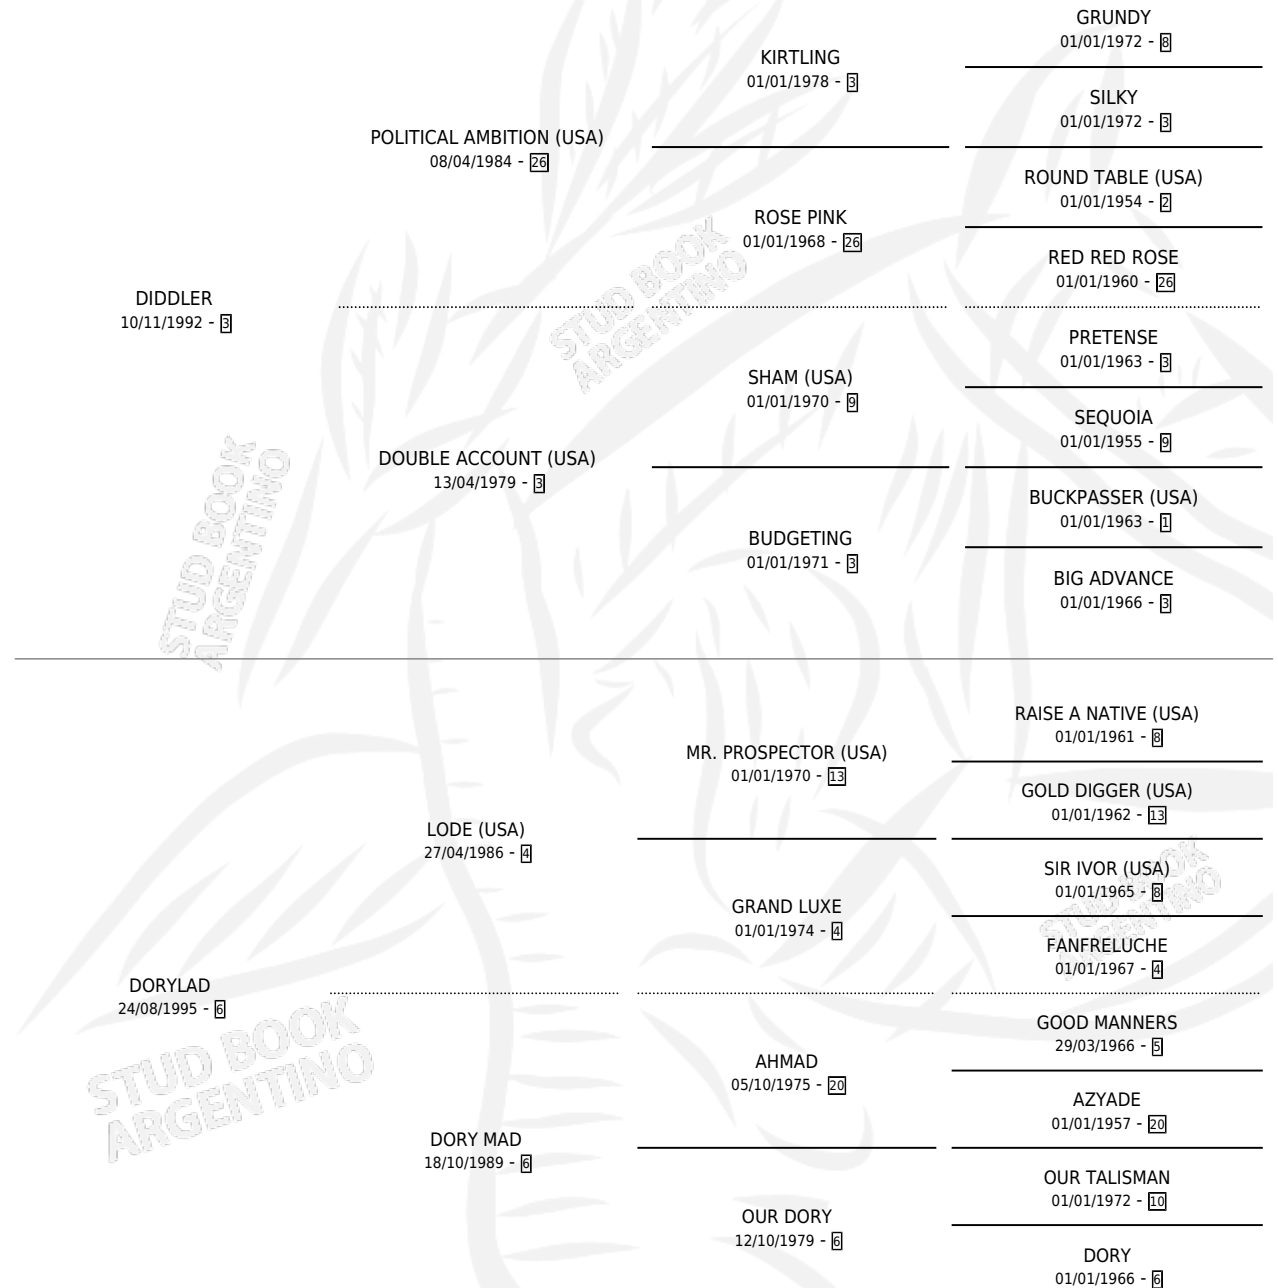 GRUNDY
01/01/1972 - 8
KIRTLING
01/01/1978 - 3
SILKY
01/01/1972 - 3
POLITICAL AMBITION (USA)
08/04/1984 - 26
ROUND TABLE (USA)
01/01/1954 - 2
ROSE PINK
01/01/1968 - 26
RED RED ROSE
01/01/1960 - 26
DIDDLER
10/11/1992 - 3
STUD BOOK
ARGENTINO
PRETENSE
01/01/1963 - 3
SHAM (USA)
01/01/1970 - 9
SEQUOIA
01/01/1955 - 9
DOUBLE ACCOUNT (USA)
13/04/1979 - 3
BUCKPASSER (USA)
01/01/1963 - 1
BUDGETING
01/01/1971 - 3
BIG ADVANCE
01/01/1966 - 3
STUD BOOK
ARGENTINO
RAISE A NATIVE (USA)
01/01/1961 - 8
MR. PROSPECTOR (USA)
01/01/1970 - 13
GOLD DIGGER (USA)
01/01/1962 - 13
LODE (USA)
27/04/1986 - 4
SIR IVOR (USA)
01/01/1965 - 8
GRAND LUXE
01/01/1974 - 4
STUD BOOK
ARGENTINO
FANFRELUCHE
01/01/1967 - 4
DORYLAD
24/08/1995 - 6
STUD BOOK
ARGENTINO
GOOD MANNERS
29/03/1966 - 5
AHMAD
05/10/1975 - 20
AZYADE
01/01/1957 - 20
DORY MAD
18/10/1989 - 6
OUR TALISMAN
01/01/1972 - 10
OUR DORY
12/10/1979 - 6
DORY
01/01/1966 - 6